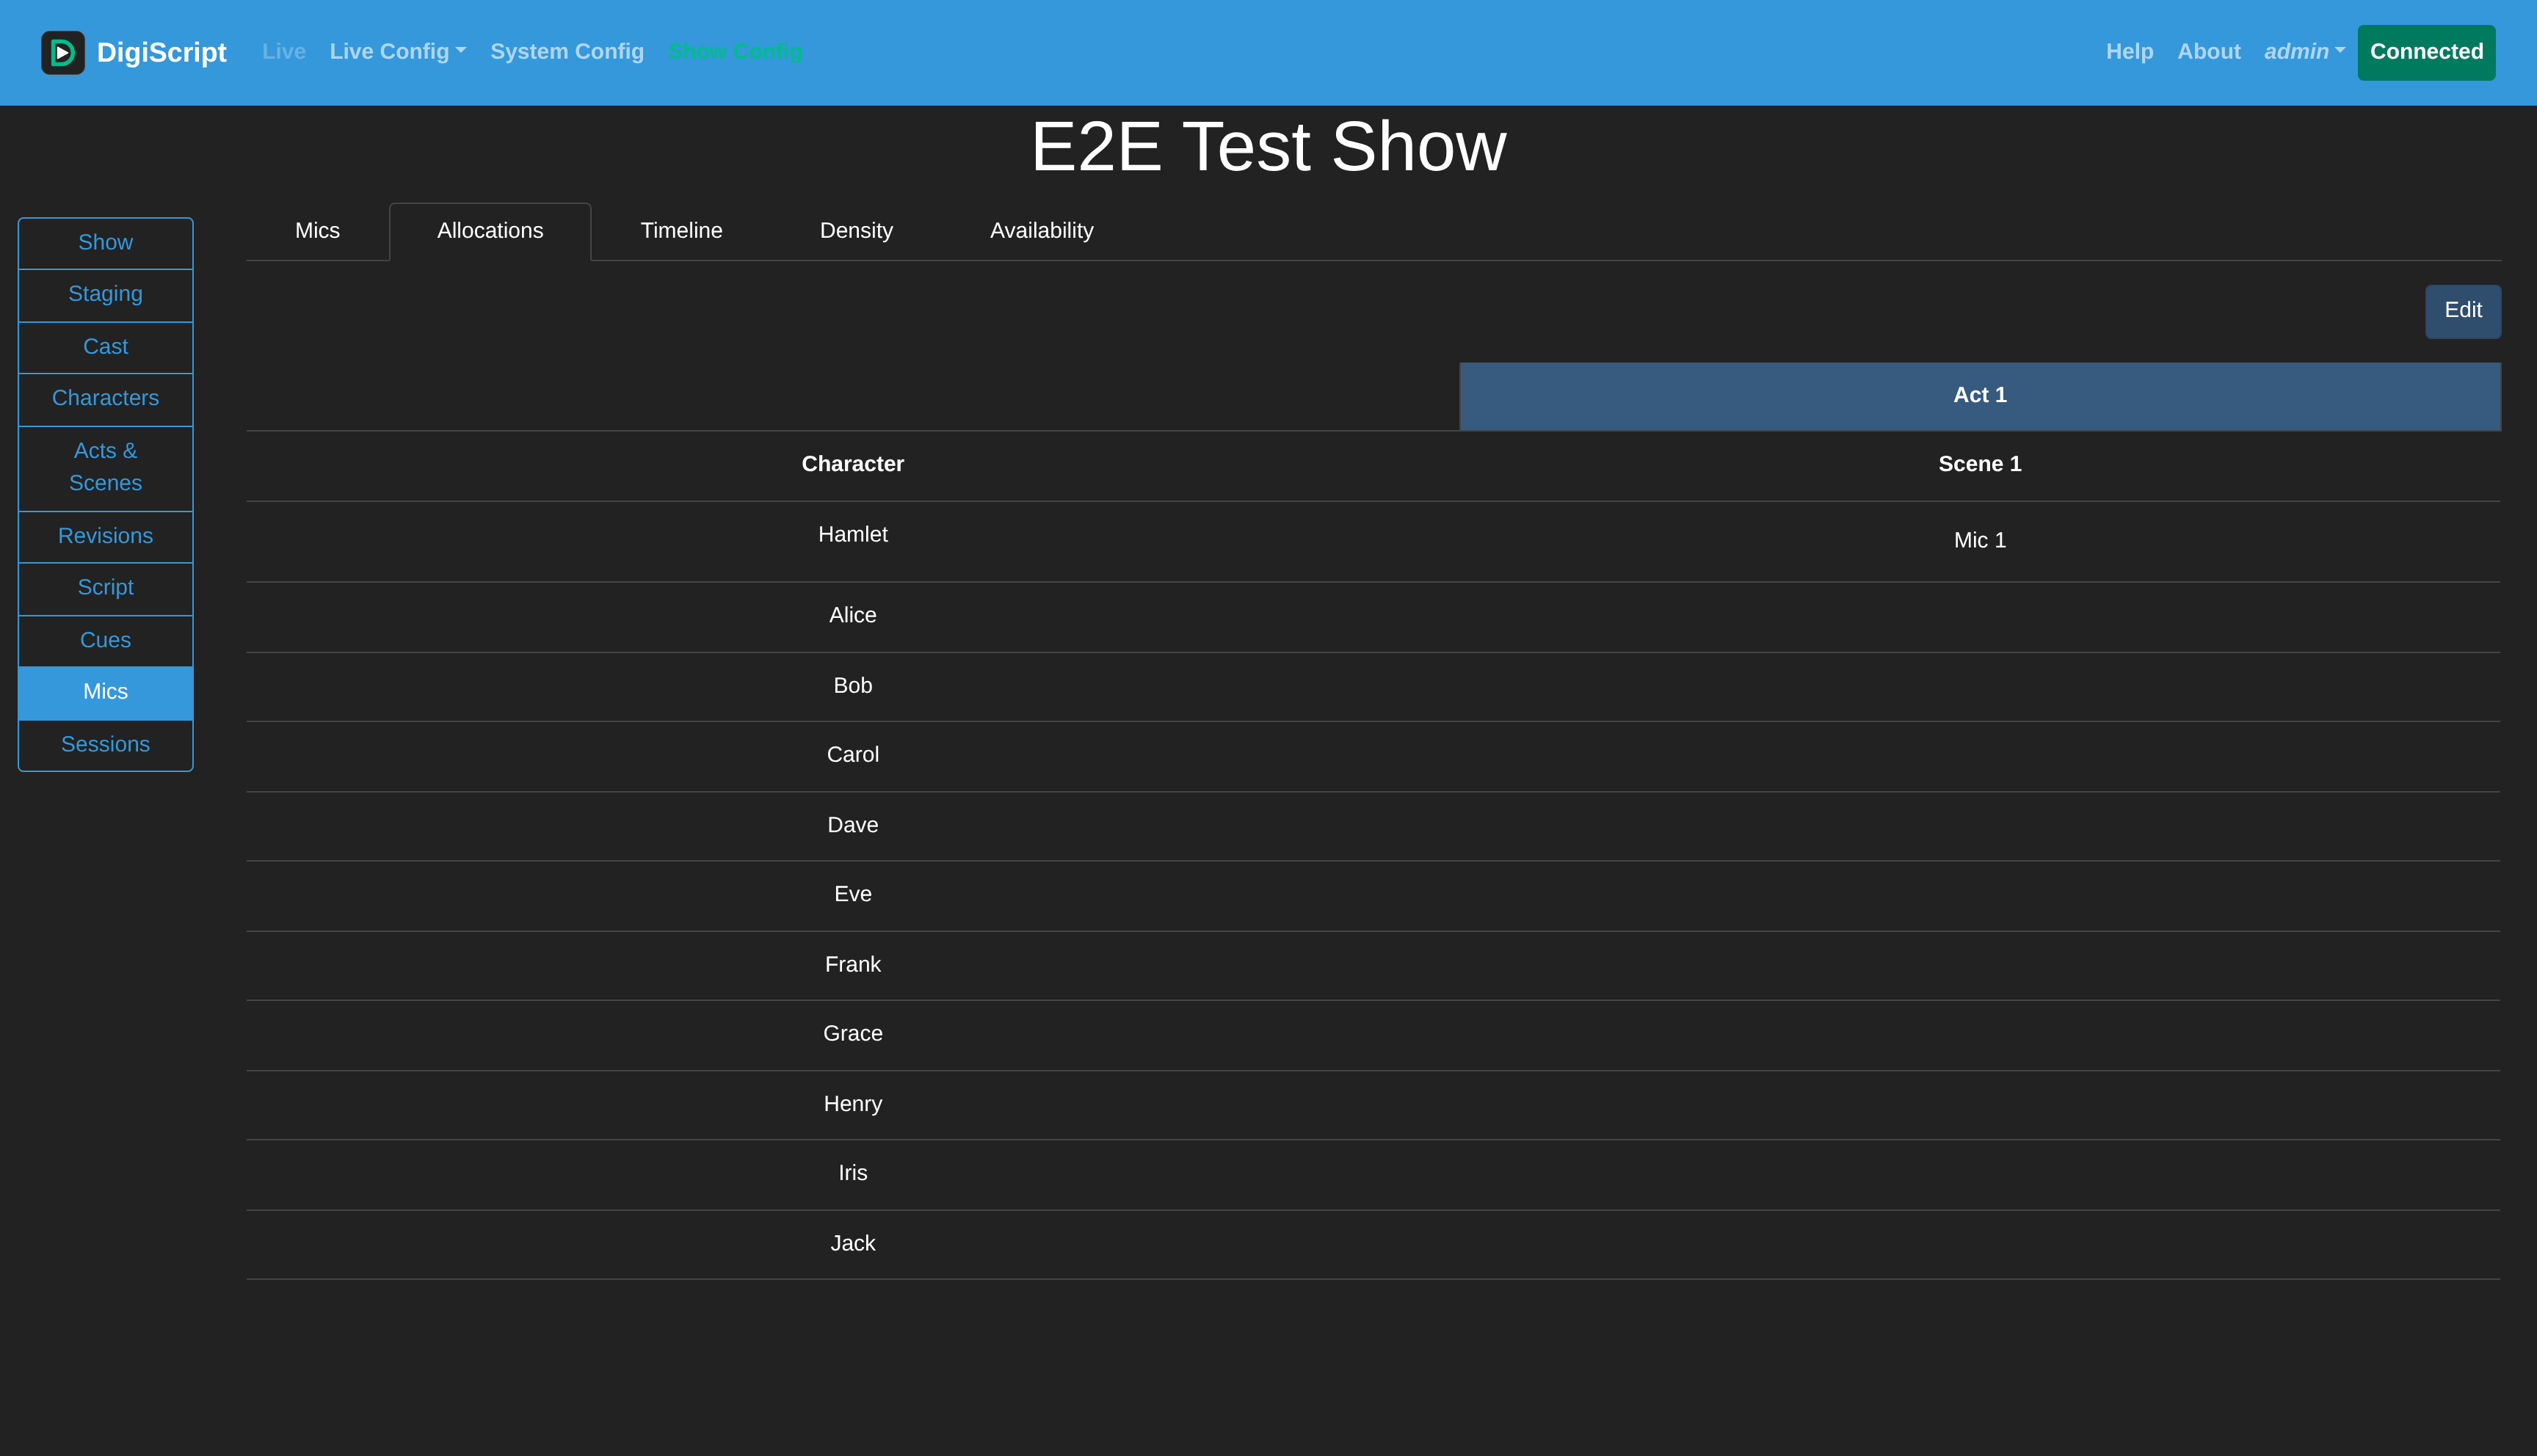 DigiScript Live Live Config System Config Show Config Help About admin Connected
E2E Test Show
Show
Staging
Cast
Characters
Acts &
Scenes
Revisions
Script
Cues
Mics
Sessions
Mics Allocations Timeline Density Availability
Edit
Act 1
Character Scene 1
Hamlet Mic 1
Alice
Bob
Carol
Dave
Eve
Frank
Grace
Henry
Iris
Jack